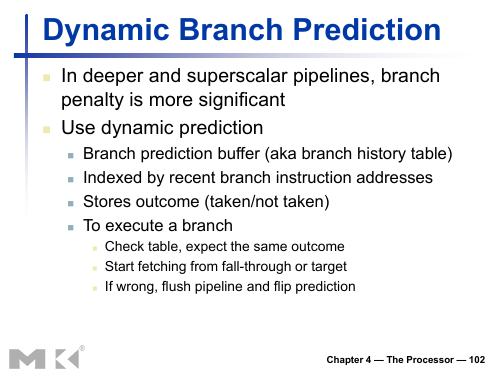 Dynamic Branch Prediction
In deeper and superscalar pipelines, branch
penalty is more significant
Use dynamic prediction
Branch prediction buffer (aka branch history table)
Indexed by recent branch instruction addresses
Stores outcome (taken/not taken)
To execute a branch
Check table, expect the same outcome
Start fetching from fall-through or target
If wrong, flush pipeline and flip prediction
MK®
Chapter 4 — The Processor — 102